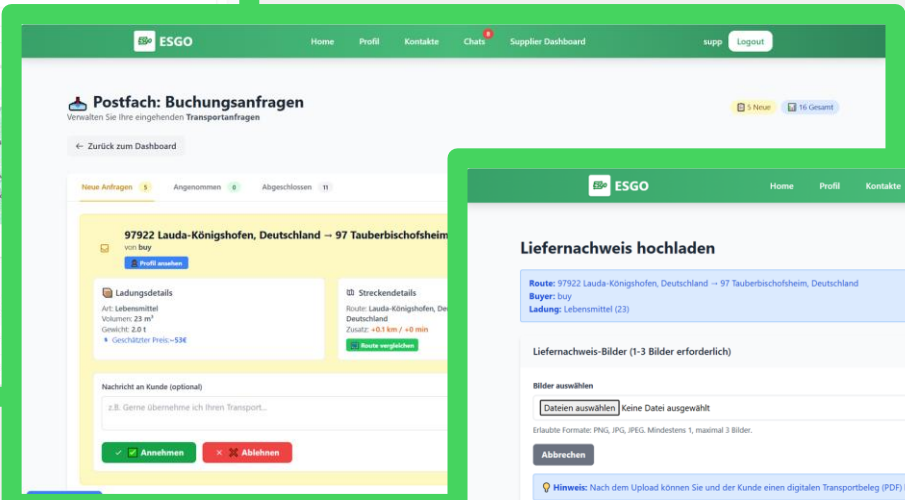 ESGO
Home Profil Kontakte Chats Supplier Dashboard supp Logout
Postfach: Buchungsanfragen
Verwalten Sie Ihre eingehenden Transportanfragen
5 Neue 16 Gesamt
← Zurück zum Dashboard
Neue Anfragen 5 Angenommen 0 Abgeschlossen 11
97922 Lauda-Königshofen, Deutschland → 97 Tauberbischofsheim
von buy
Profil ansehen
Ladungsdetails
Art: Lebensmittel
Volumen: 23 m³
Gewicht: 2.0 t
Geschätzter Preis:~53€
Streckendetails
Route: Lauda-Königshofen,
Deutschland
Zusatz: +0.1 km / +0 min
Route vergleichen
Nachricht an Kunde (optional)
z.B. Gerne übernehme ich Ihren Transport...
Annehmen
Ablehnen
ESGO
Home Profil Kontakte
Liefernachweis hochladen
Route: 97922 Lauda-Königshofen, Deutschland → 97 Tauberbischofsheim, Deutschland
Buyer: buy
Ladung: Lebensmittel (23)
Liefernachweis-Bilder (1-3 Bilder erforderlich)
Bilder auswählen
Dateien auswählen Keine Datei ausgewählt
Erlaubte Formate: PNG, JPG, JPEG. Mindestens 1, maximal 3 Bilder.
Abbrechen
Hinweis: Nach dem Upload können Sie und der Kunde einen digitalen Transportbeleg (PDF)